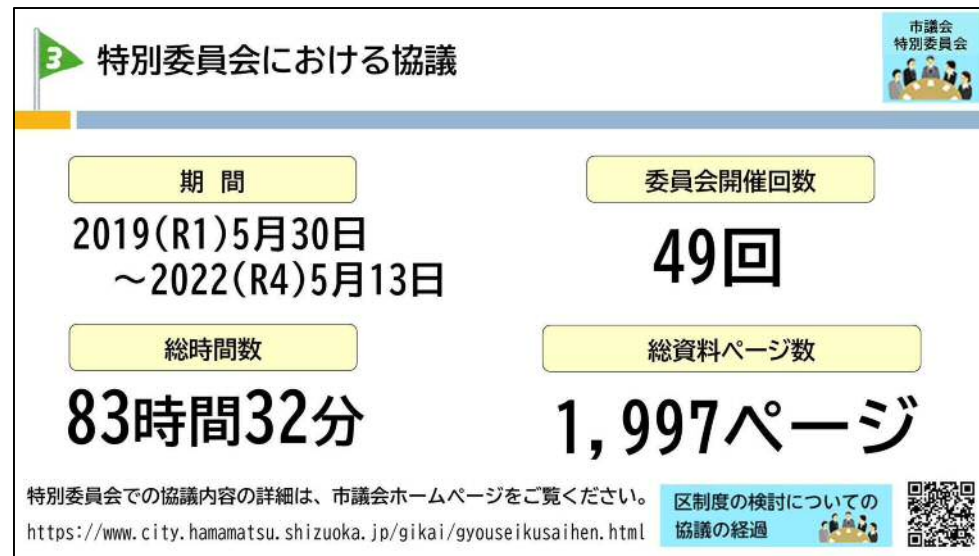 3
特別委員会における協議
市議会
特別委員会
期 間
2019(R1)5月30日
～2022(R4)5月13日
委員会開催回数
49回
総時間数
83時間32分
総資料ページ数
1,997ページ
特別委員会での協議内容の詳細は、市議会ホームページをご覧ください。
https://www.city.hamamatsu.shizuoka.jp/gikai/gyouseikusaihen.html
区制度の検討についての
協議の経過